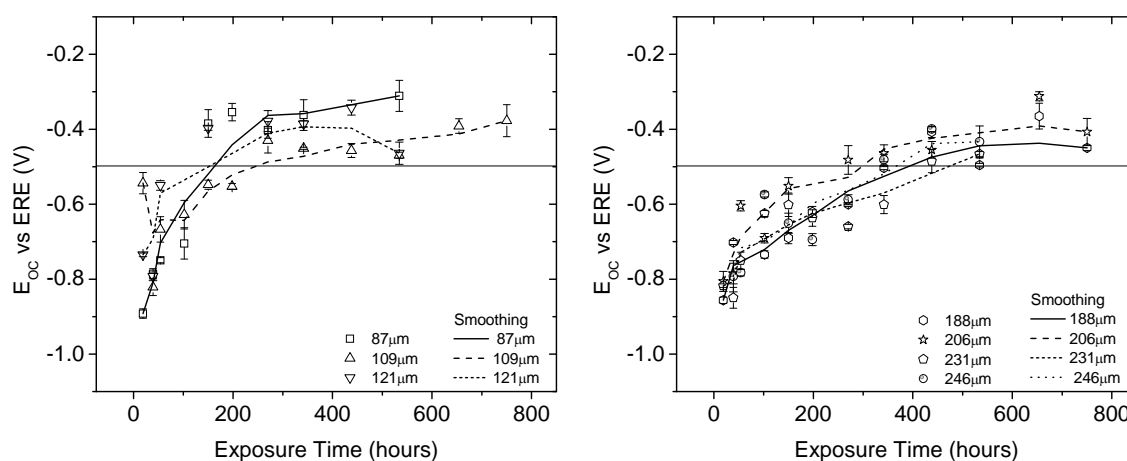 -0.2
-0.4
-0.6
-0.8
-1.0
E_OC vs ERE (V)
0 200 400 600 800
Exposure Time (hours)
Smoothing
87μm 87μm
109μm 109μm
121μm 121μm
-0.2
-0.4
-0.6
-0.8
-1.0
E_OC vs ERE (V)
0 200 400 600 800
Exposure Time (hours)
Smoothing
188μm 188μm
206μm 206μm
231μm 231μm
246μm 246μm